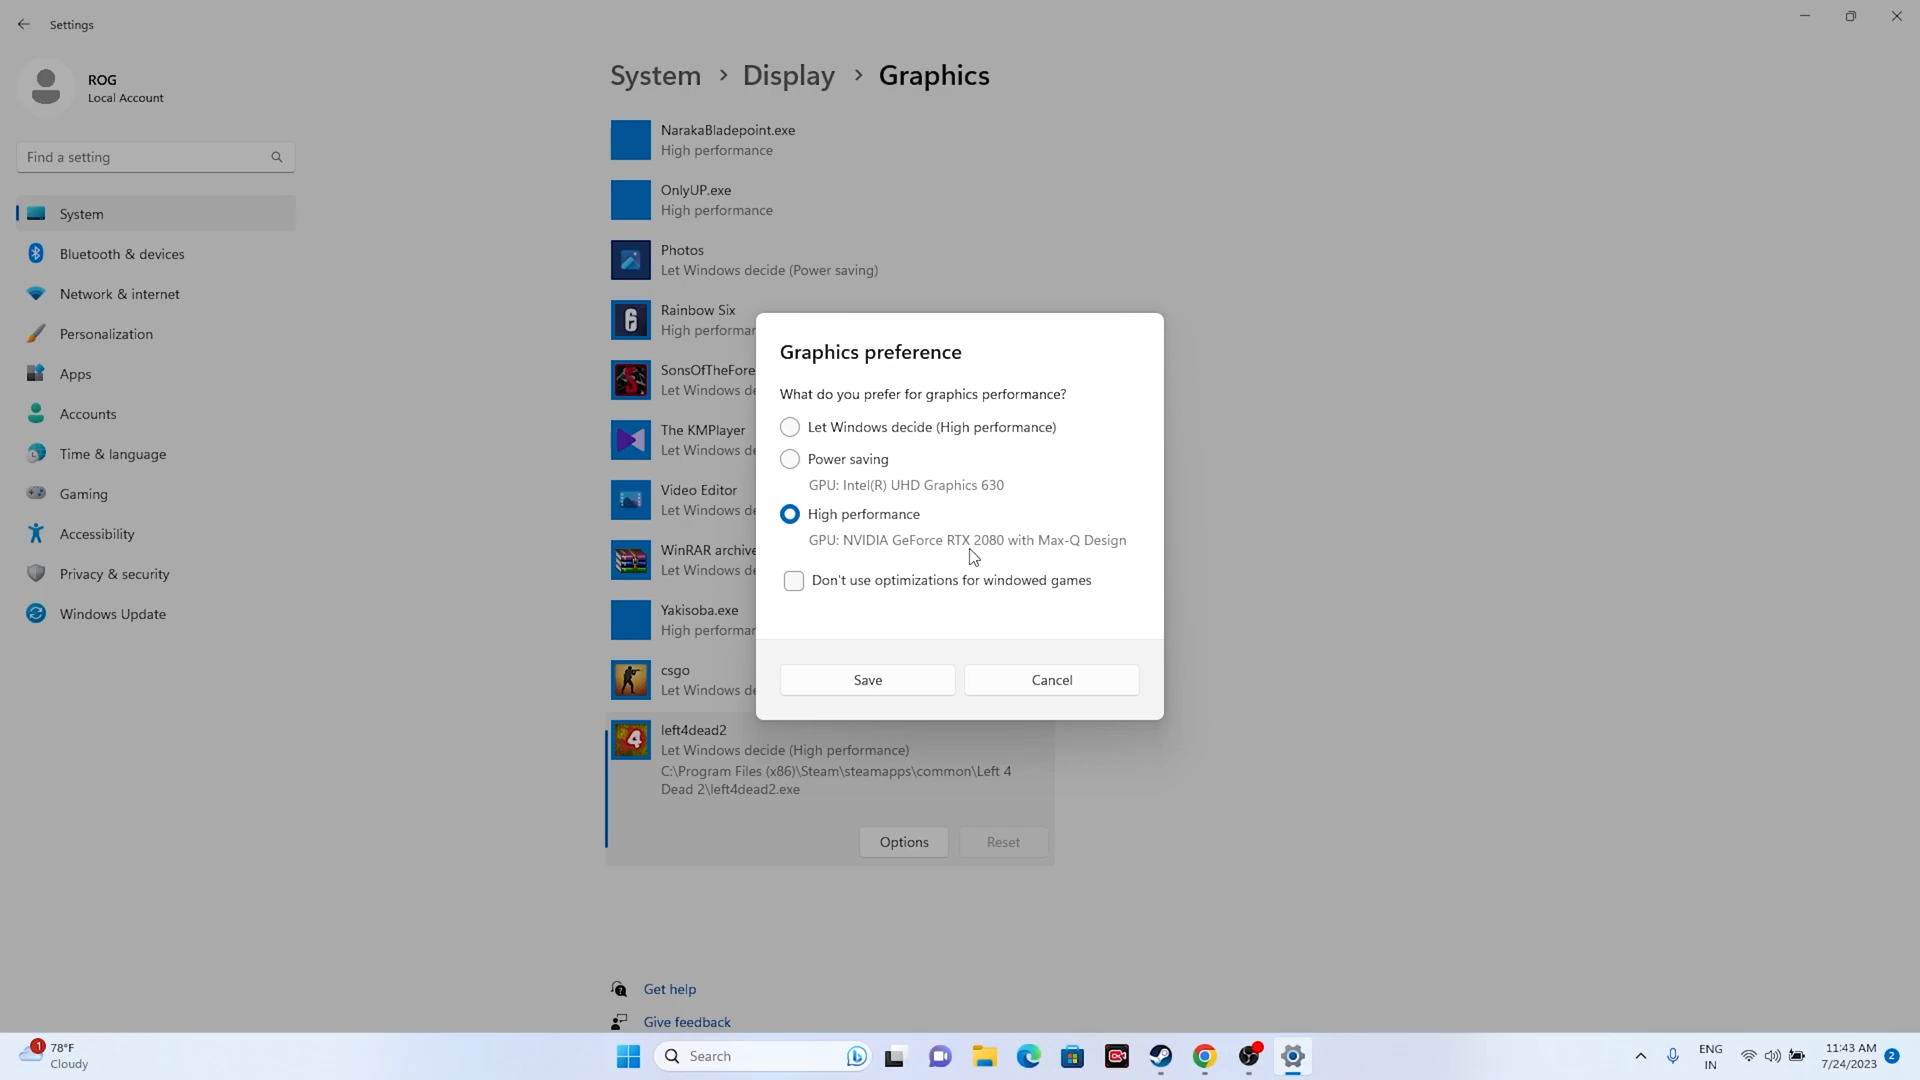 Settings
ROG
Local Account
Find a setting
System
Bluetooth & devices
Network & internet
Personalization
Apps
Accounts
Time & language
Gaming
Accessibility
Privacy & security
Windows Update
System > Display > Graphics
NarakaBladepoint.exe
High performance
OnlyUP.exe
High performance
Photos
Let Windows decide (Power saving)
Rainbow Six
High performan
SonsOfTheFore
Let Windows de
The KMPlayer
Let Windows de
Video Editor
Let Windows de
WinRAR archive
Let Windows de
Yakisoba.exe
High performan
csgo
Let Windows de
left4dead2
Let Windows decide (High performance)
C:\Program Files (x86)\Steam\steamapps\common\Left 4
Dead 2\left4dead2.exe
Options
Reset
Graphics preference
What do you prefer for graphics performance?
Let Windows decide (High performance)
Power saving
GPU: Intel(R) UHD Graphics 630
High performance
GPU: NVIDIA GeForce RTX 2080 with Max-Q Design
Don't use optimizations for windowed games
Save
Cancel
Get help
Give feedback
1
78°F
Cloudy
Search
ENG
IN
11:43 AM
7/24/2023
2